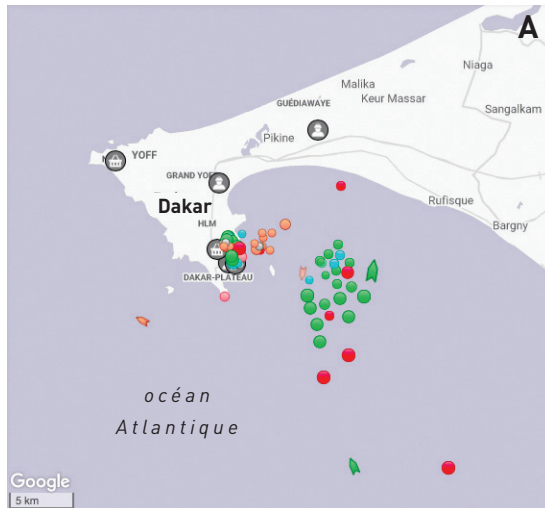 A
Niaga
Malika
Keur Massar
Sangalkam
GUÉDIAWAYE
Pikine
YOFF
GRAND YOFF
Rufisque
Dakar
Bargny
HLM
DAKAR-PLATEAU
océan
Atlantique
Google
5 km